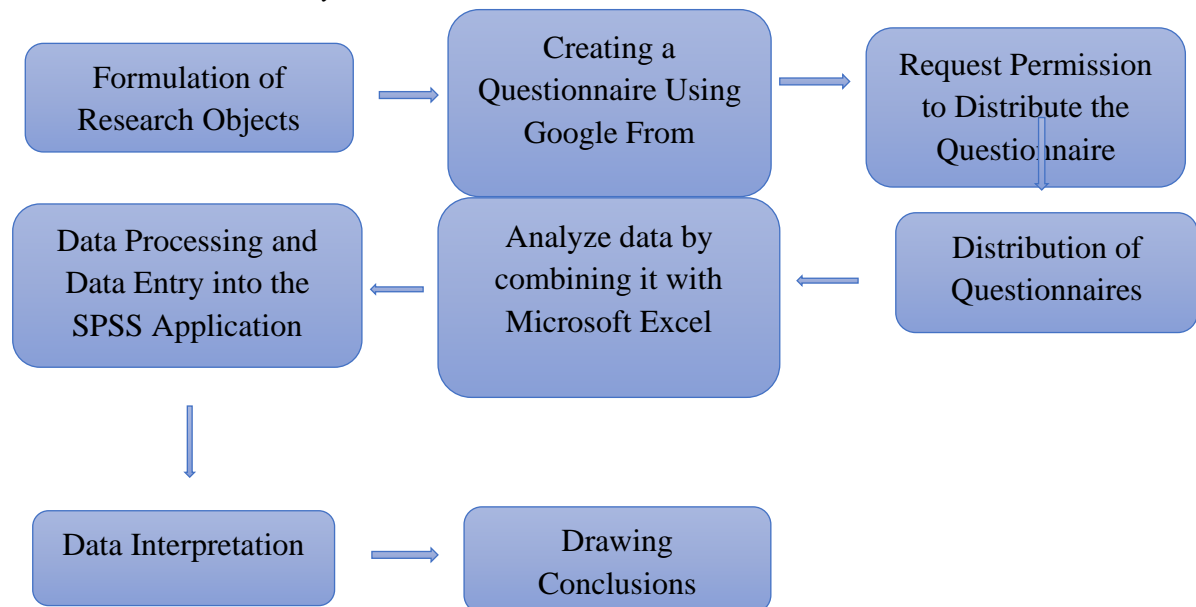 Formulation of
Research Objects
Creating a
Questionnaire Using
Google From
Request Permission
to Distribute the
Questionnaire
Distribution of
Questionnaires
Analyze data by
combining it with
Microsoft Excel
Data Processing and
Data Entry into the
SPSS Application
Data Interpretation
Drawing
Conclusions